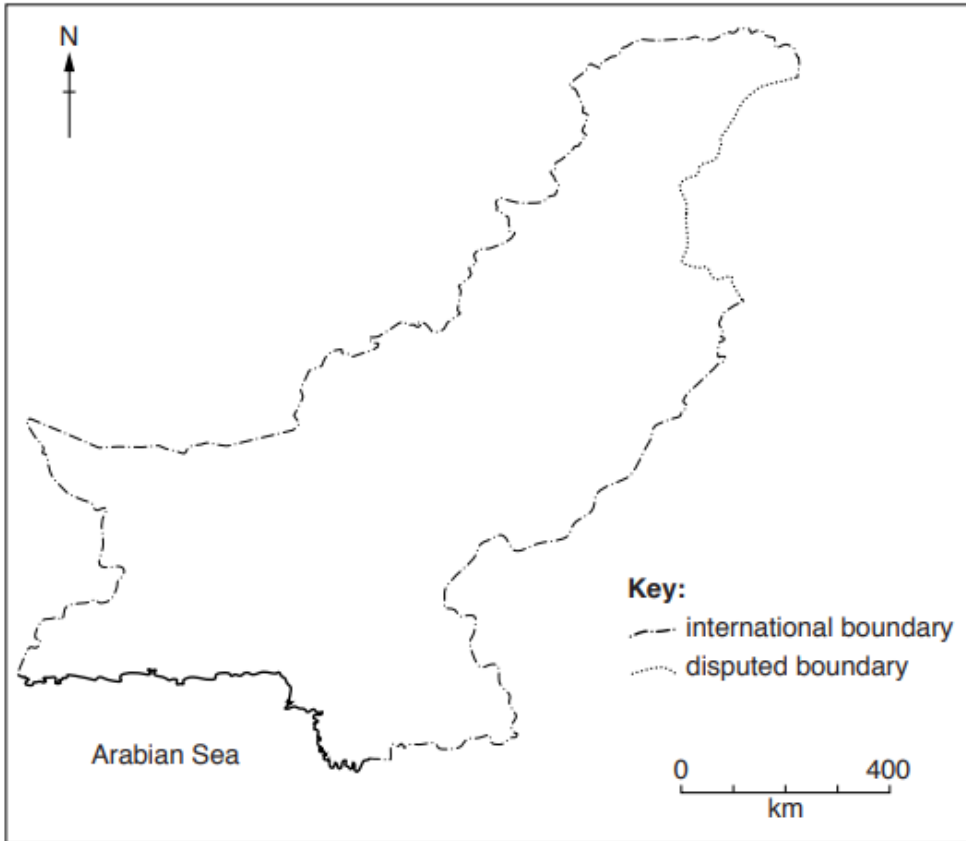 N
Key:
international boundary
disputed boundary
Arabian Sea
0 400
km